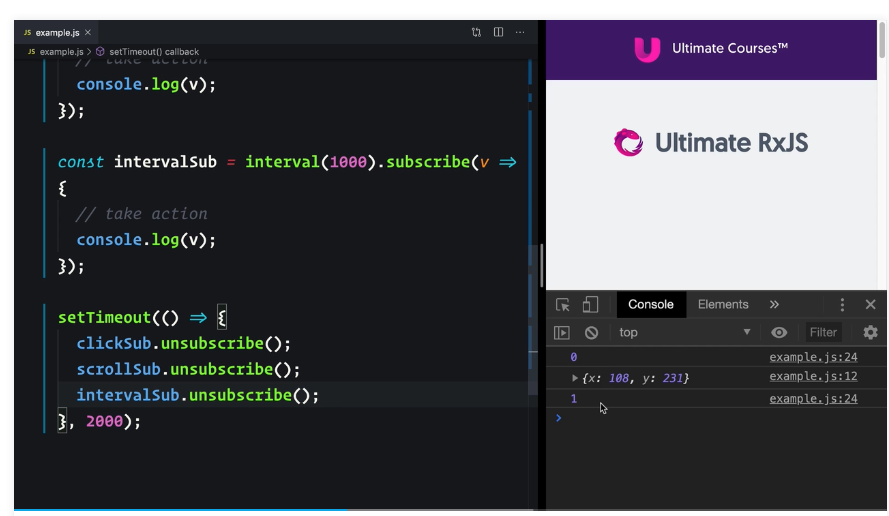 JS example.js ×
JS example.js > setTimeout() callback
// take action
console.log(v);
});
const intervalSub = interval(1000).subscribe(v ⇒
{
// take action
console.log(v);
});
setTimeout(() ⇒ {
clickSub.unsubscribe();
scrollSub.unsubscribe();
intervalSub.unsubscribe();
}, 2000);
Ultimate Courses™
Ultimate RxJS
Console Elements »
top Filter
0 example.js:24
{x: 108, y: 231} example.js:12
1 example.js:24